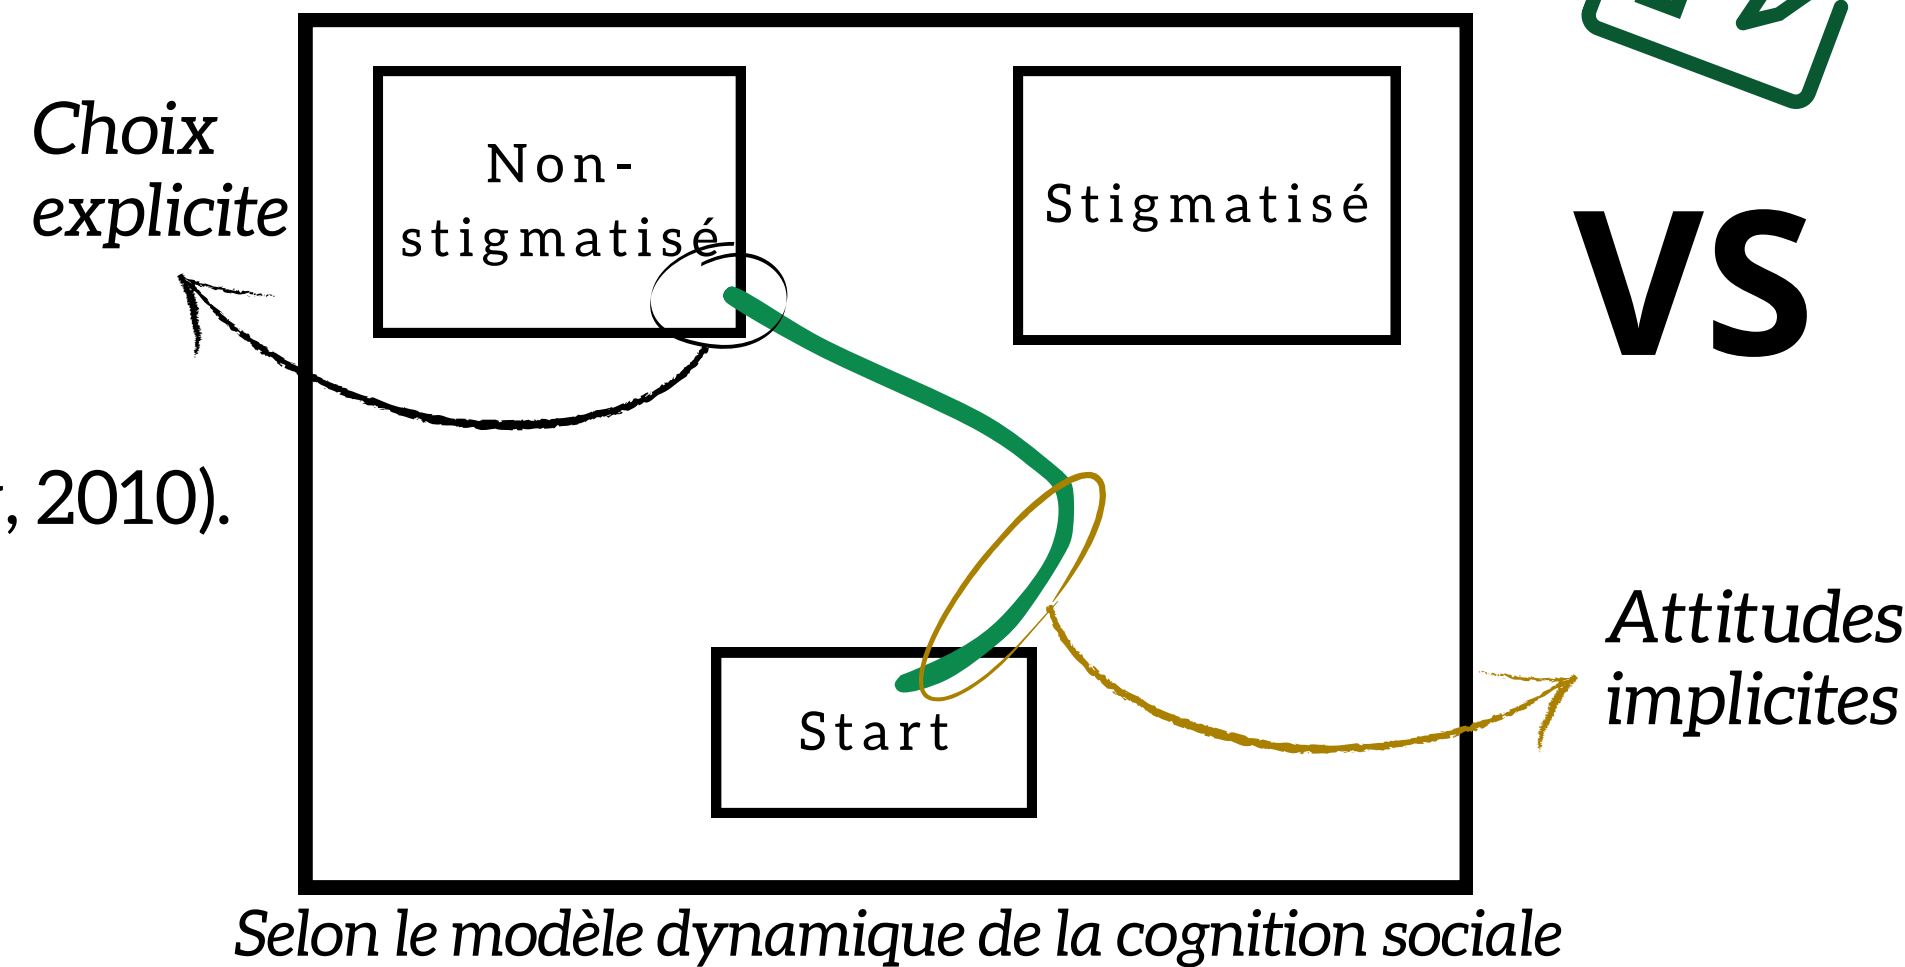 Choix
explicite
Non-
stigmatisé
Stigmatisé
VS
, 2010).
Attitudes
implicites
Start
Selon le modèle dynamique de la cognition sociale